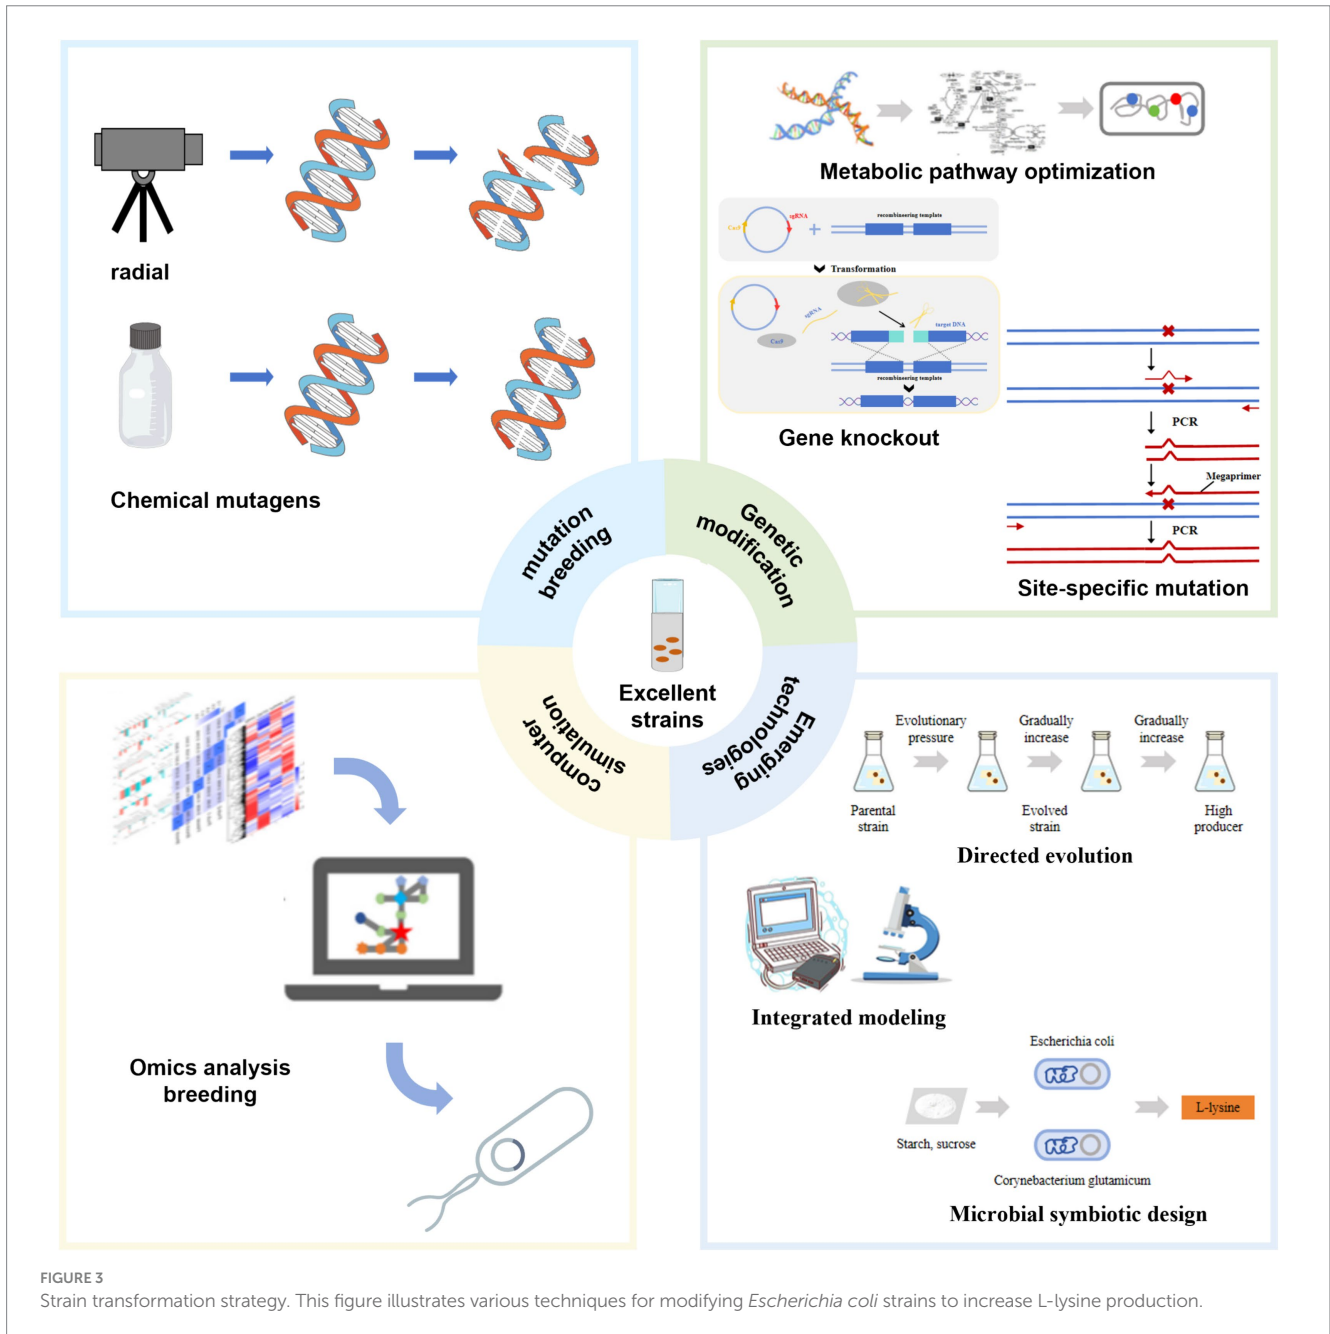 radial
Chemical mutagens
Metabolic pathway optimization
Cas9
sgRNA
recombineering template
Transformation
sgRNA
Cas9
target DNA
recombineering template
Gene knockout
PCR
Megaprimer
PCR
Site-specific mutation
mutation
breeding
Genetic
modification
Excellent
strains
computer
simulation
Emerging
technologies
Omics analysis
breeding
Evolutionary
pressure
Gradually
increase
Gradually
increase
Parental
strain
Evolved
strain
High
producer
Directed evolution
Integrated modeling
Escherichia coli
Starch, sucrose
L-lysine
Corynebacterium glutamicum
Microbial symbiotic design
FIGURE 3
Strain transformation strategy. This figure illustrates various techniques for modifying Escherichia coli strains to increase L-lysine production.